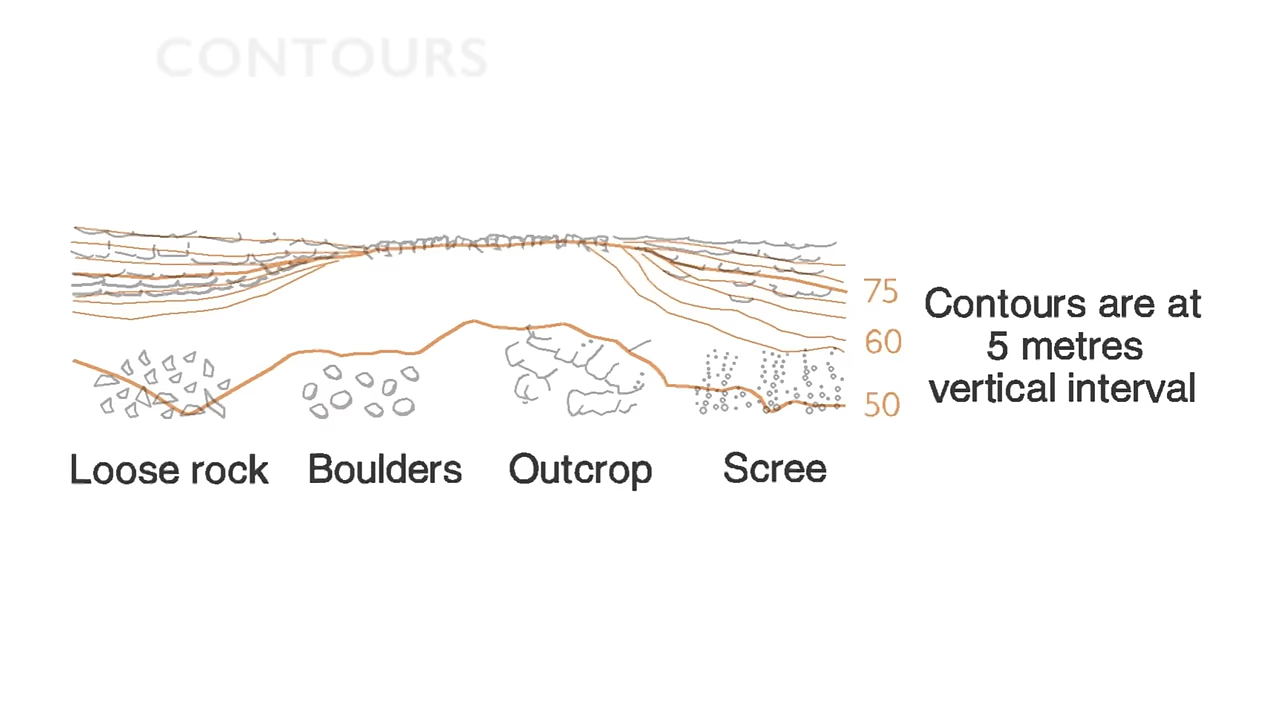 CONTOURS
75
60
50
Contours are at
5 metres
vertical interval
Loose rock
Boulders
Outcrop
Scree